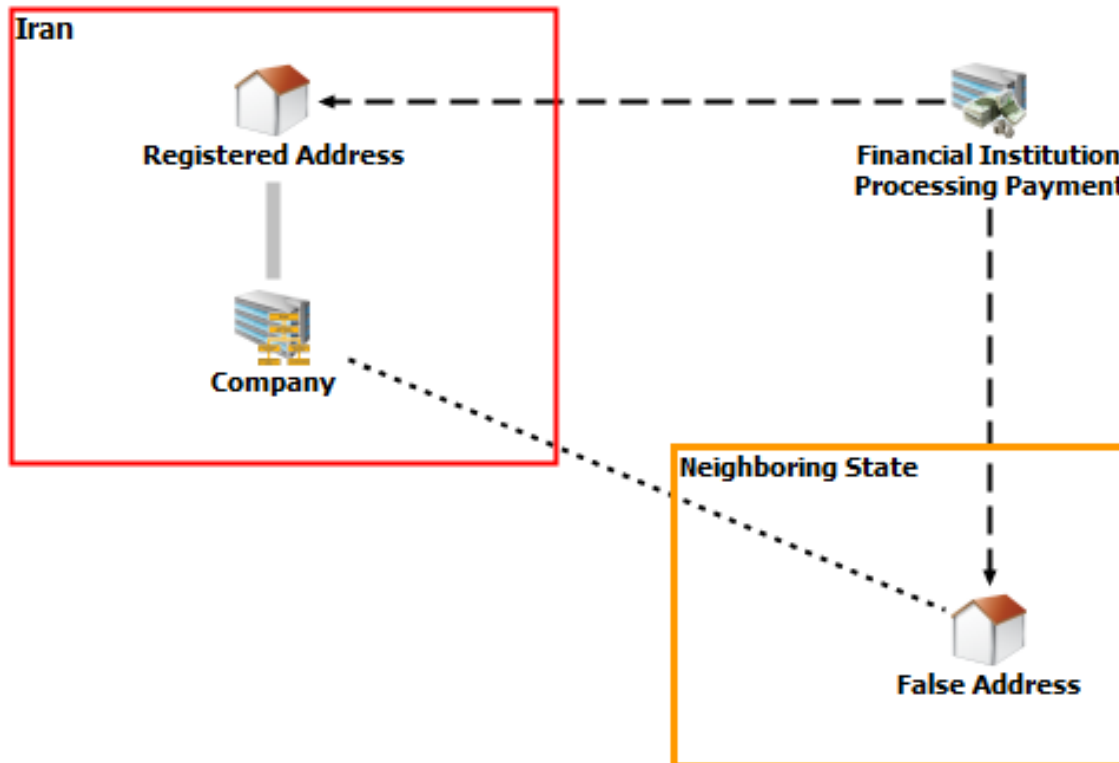 Iran
Registered Address
Financial Institution
Processing Payment
Company
Neighboring State
False Address